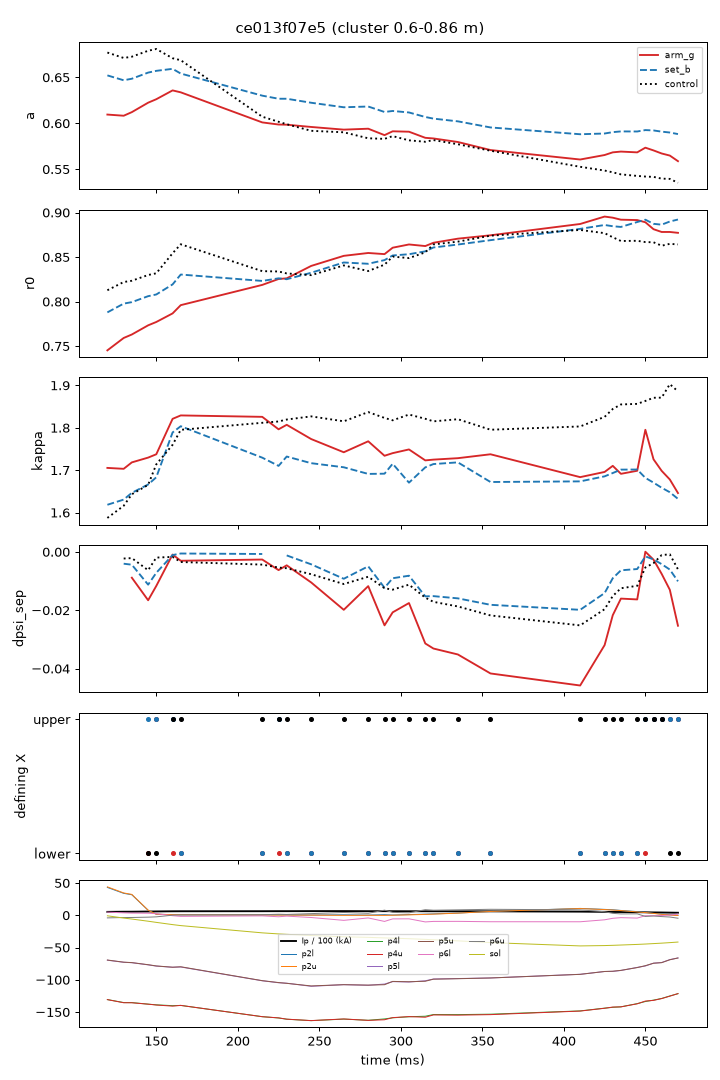 ce013f07e5 (cluster 0.6-0.86 m)
arm_g
set_b
control
0.65
0.60
0.55
a
0.90
0.85
0.80
0.75
r0
1.9
1.8
1.7
1.6
kappa
0.00
−0.02
−0.04
dpsi_sep
upper
lower
defining X
50
0
−50
−100
−150
Ip / 100 (kA)
p2l
p2u
p4l
p4u
p5l
p5u
p6l
p6u
sol
150 200 250 300 350 400 450
time (ms)